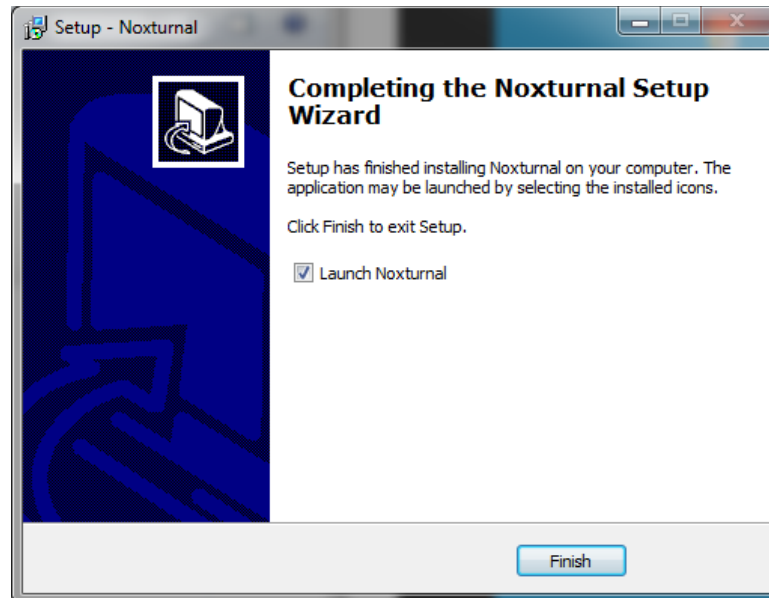 Setup - Noxturnal
Completing the Noxturnal Setup
Wizard
Setup has finished installing Noxturnal on your computer. The
application may be launched by selecting the installed icons.
Click Finish to exit Setup.
Launch Noxturnal
Finish